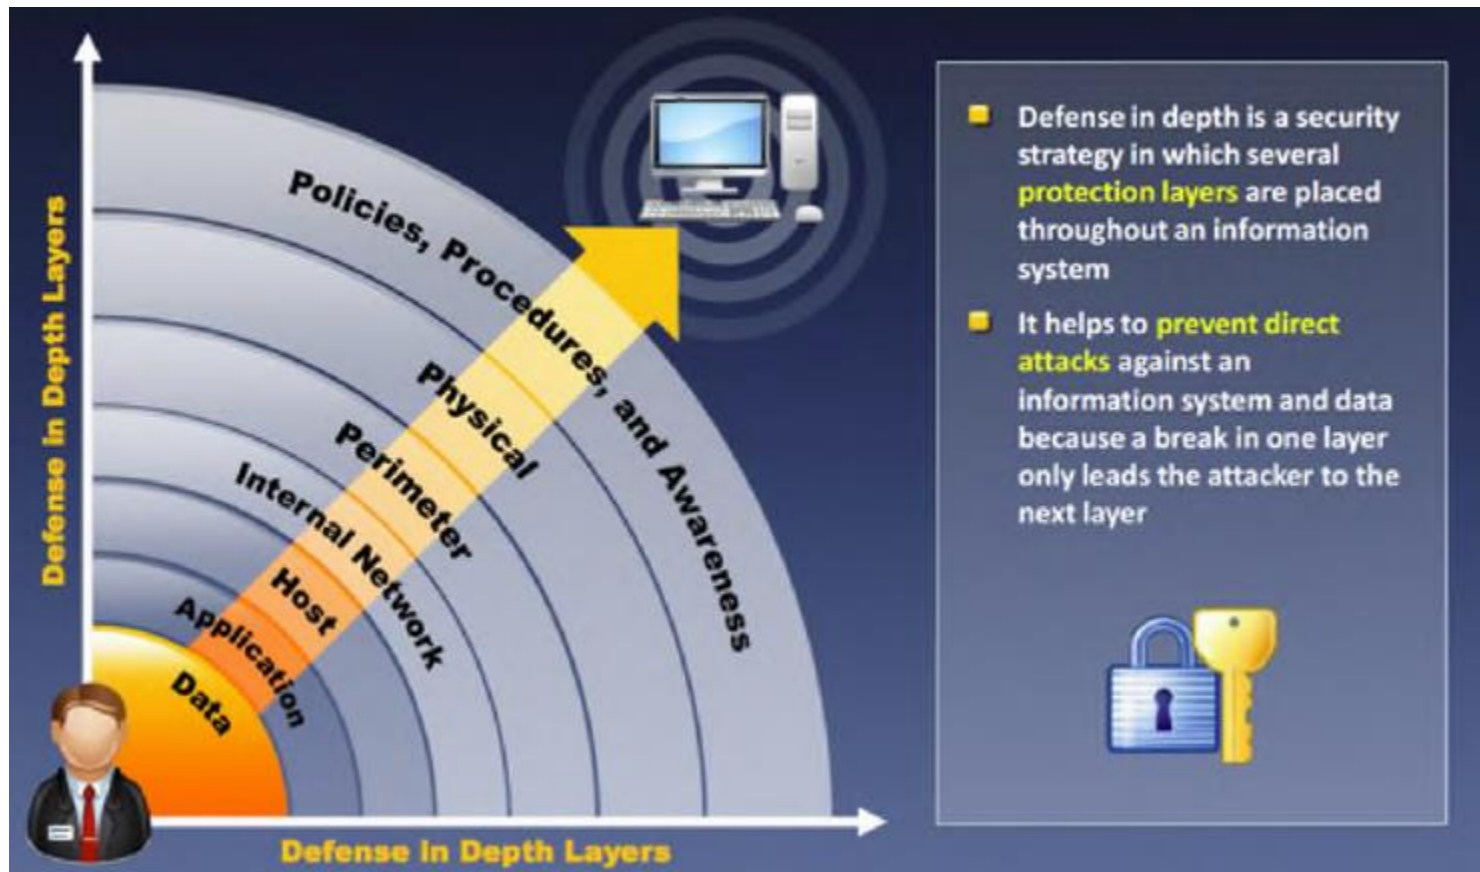 Defense in Depth Layers
Policies, Procedures, and Awareness
Physical
Perimeter
Internal Network
Host
Application
Data
Defense In Depth Layers
Defense in depth is a security
strategy in which several
protection layers are placed
throughout an information
system
It helps to prevent direct
attacks against an
information system and data
because a break in one layer
only leads the attacker to the
next layer